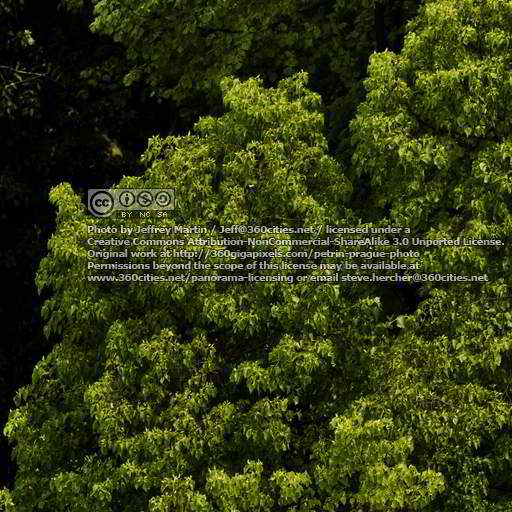 cc
BY NC SA
Photo by Jeffrey Martin / Jeff@360cities.net / licensed under a
Creative Commons Attribution-NonCommercial-ShareAlike 3.0 Unported License.
Original work at http://360gigapixels.com/petrin-prague-photo
Permissions beyond the scope of this license may be available at
www.360cities.net/panorama-licensing or email steve.hercher@360cities.net